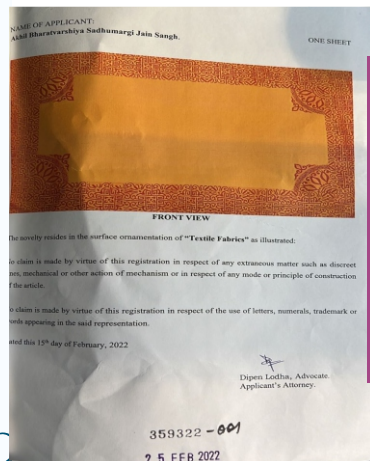 NAME OF APPLICANT:
Akhil Bharatvarshiya Sadhumargi Jain Sangh.
ONE SHEET
FRONT VIEW
The novelty resides in the surface ornamentation of “Textile Fabrics” as illustrated:
claim is made by virtue of this registration in respect of any extraneous matter such as discreet
mechanical or other action of mechanism or in respect of any mode or principle of construction
the article.
claim is made by virtue of this registration in respect of the use of letters, numerals, trademark or
appearing in the said representation.
this 15th day of February, 2022
Dipen Lodha, Advocate.
Applicant's Attorney.
359322-001
25 FEB 2022